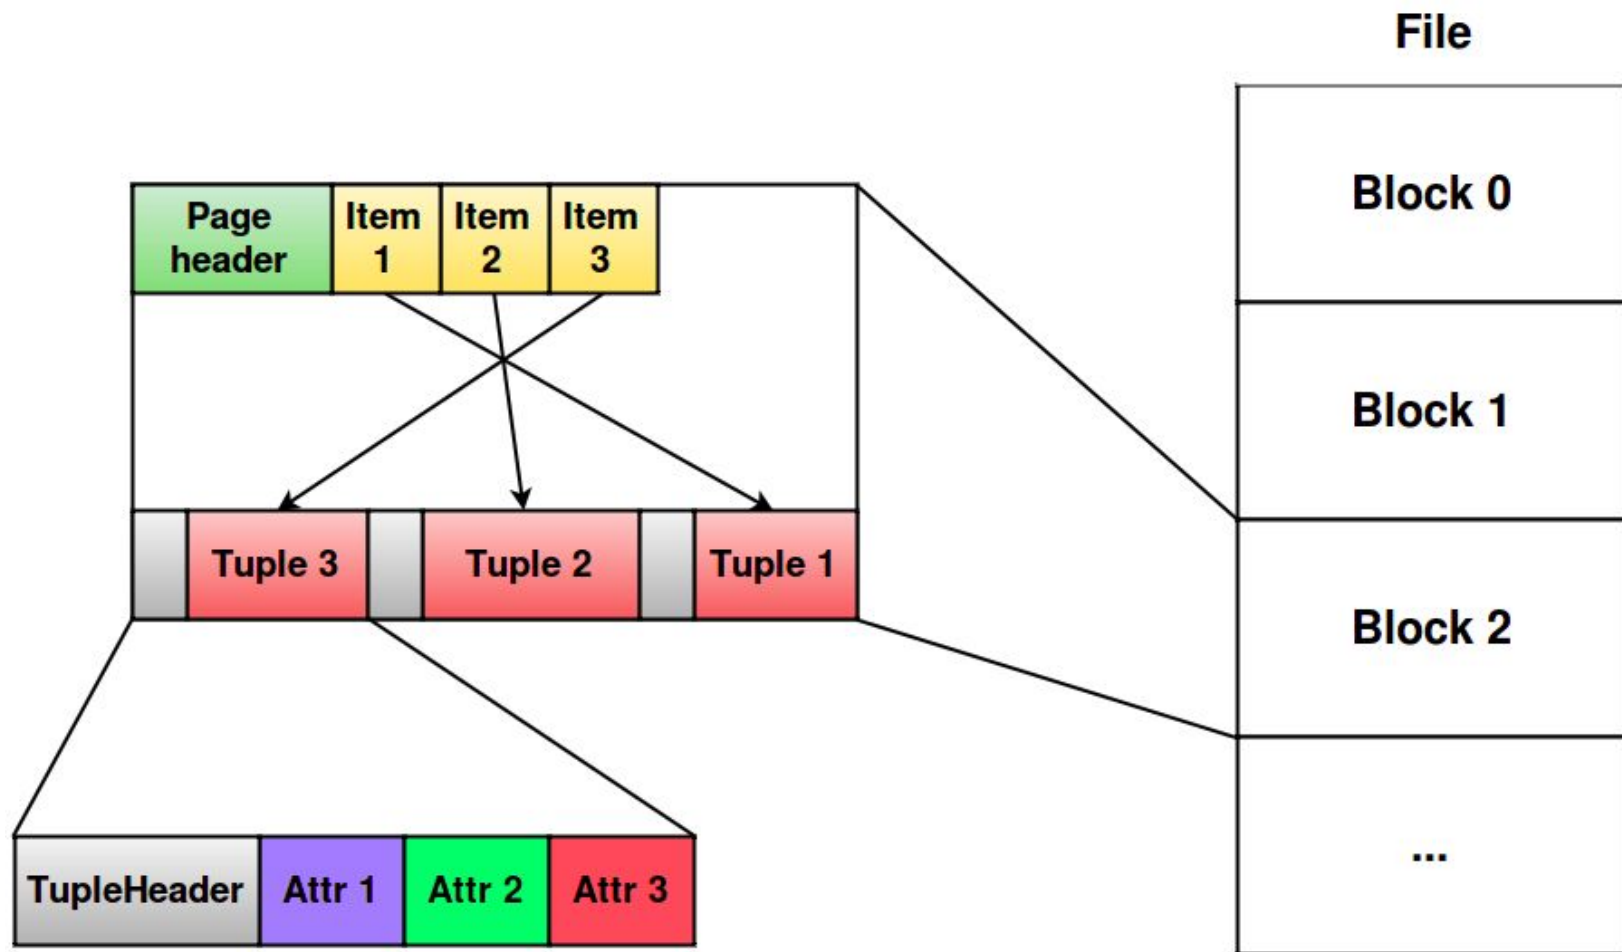 File
Block 0
Page
header
Item
1
Item
2
Item
3
Block 1
Tuple 3
Tuple 2
Tuple 1
Block 2
...
TupleHeader
Attr 1
Attr 2
Attr 3